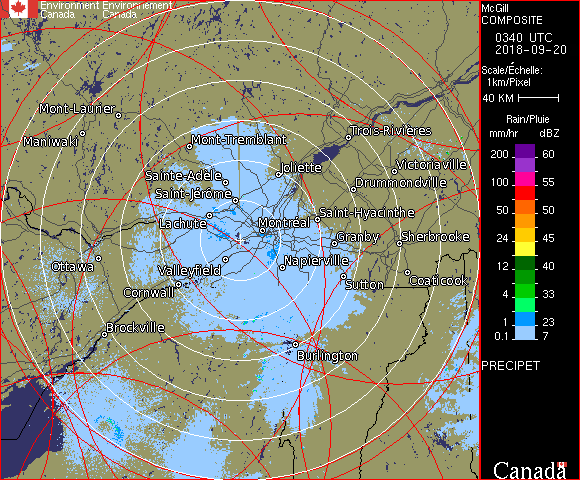 Environment Environnement
Canada Canada
McGill
COMPOSITE
0340 UTC
2018-09-20
Scale/Échelle:
1km/Pixel
40 KM
Rain/Pluie
mm/hr dBZ
200 60
100 55
50 50
24 45
12 40
4 33
1 23
0.1 7
PRECIPET
Canada
Mont-Laurier
Maniwaki
Mont-Tremblant
Trois-Rivières
Sainte-Adèle
Joliette
Victoriaville
Saint-Jérôme
Drummondville
Lachute
Montréal
Saint-Hyacinthe
Granby
Sherbrooke
Ottawa
Valleyfield
Napierville
Cornwall
Sutton
Coaticook
Brockville
Burlington